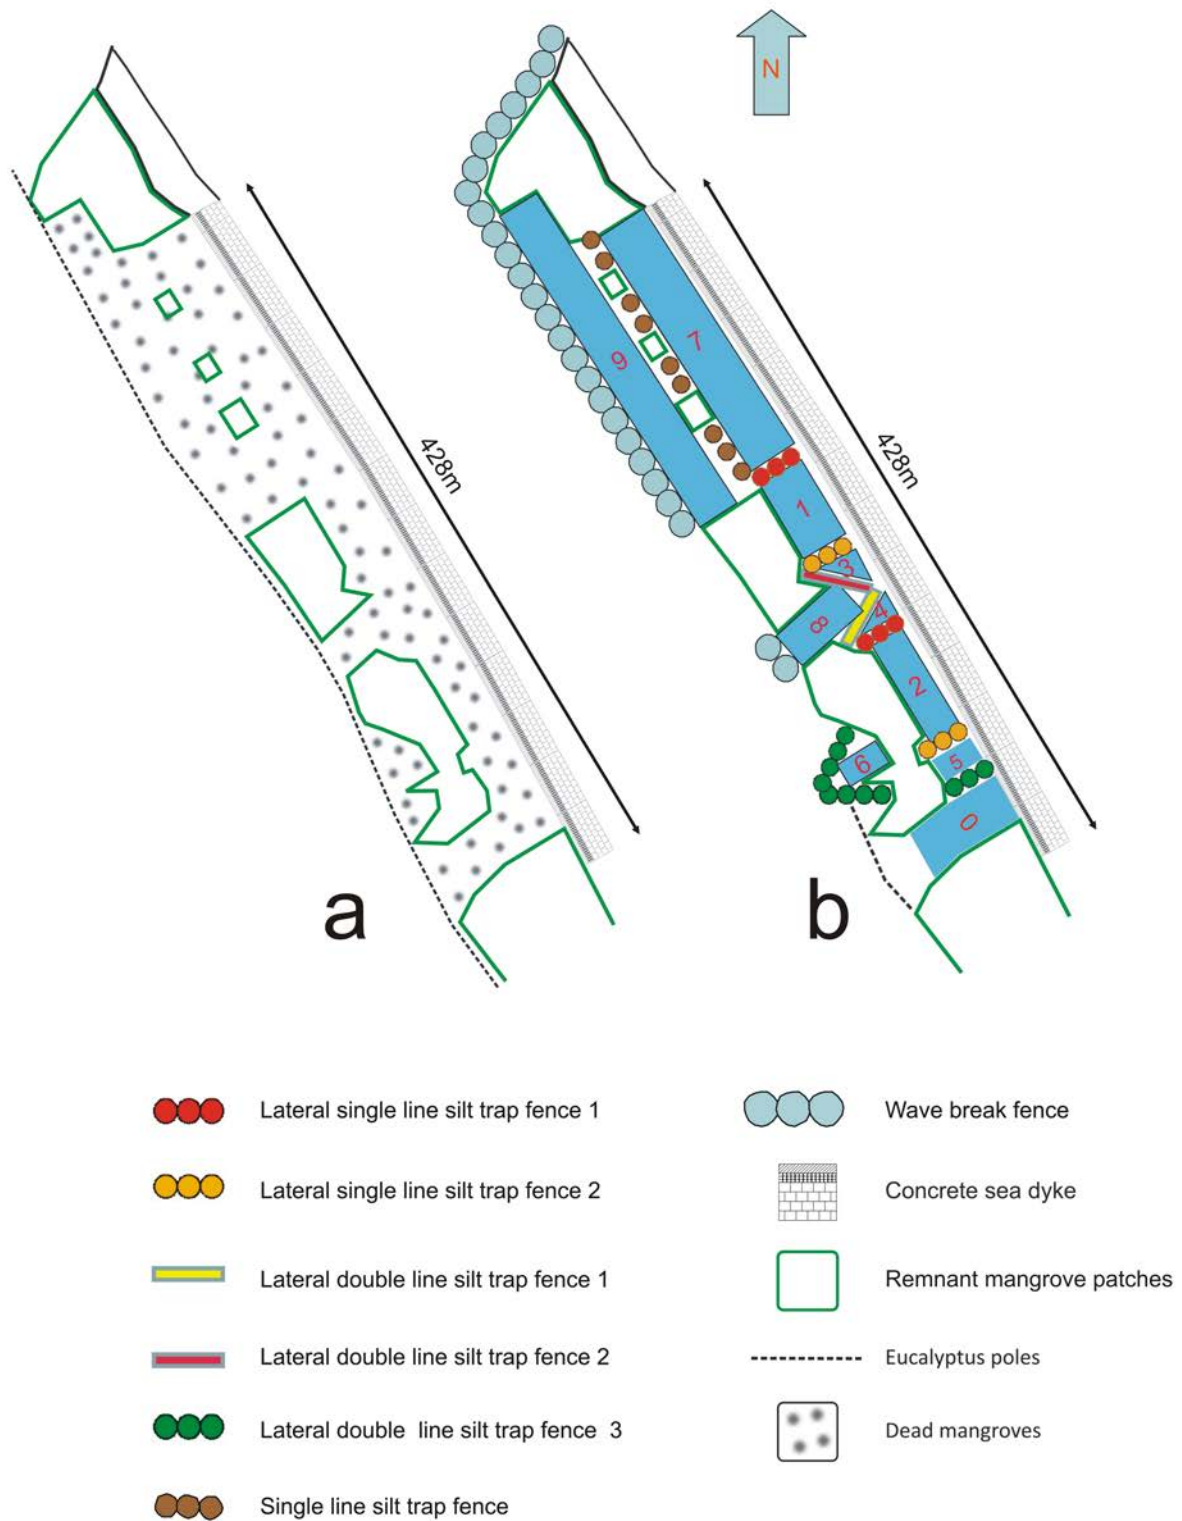 N
428m
428m
9
7
1
3
4
8
2
6
5
0
a
b
Lateral single line silt trap fence 1
Wave break fence
Lateral single line silt trap fence 2
Concrete sea dyke
Lateral double line silt trap fence 1
Remnant mangrove patches
Lateral double line silt trap fence 2
Eucalyptus poles
Lateral double line silt trap fence 3
Dead mangroves
Single line silt trap fence